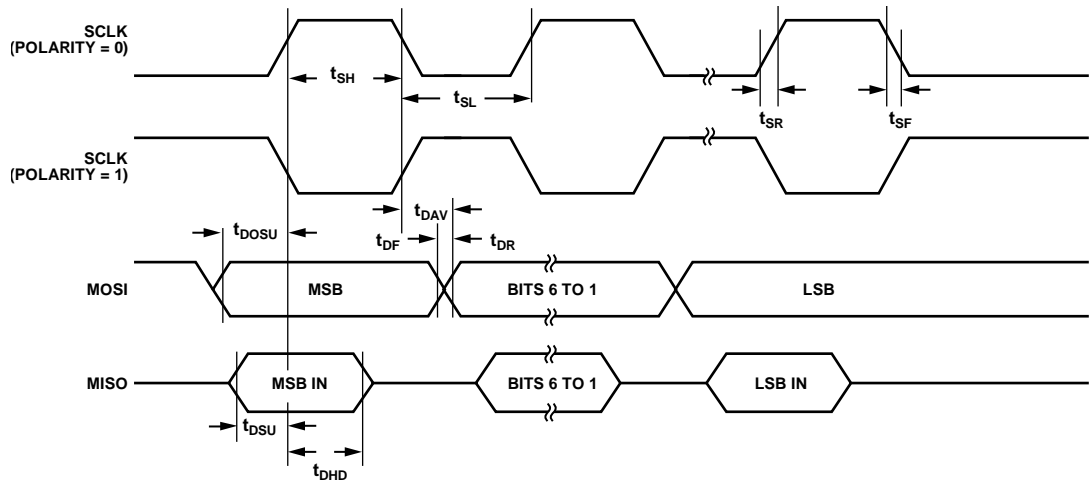 SCLK
(POLARITY = 0)
tSH
tSL
tSR
tSF
SCLK
(POLARITY = 1)
tDAV
tDOSU
tDF
tDR
MOSI
MSB
BITS 6 TO 1
LSB
MISO
MSB IN
BITS 6 TO 1
LSB IN
tDSU
tDHD